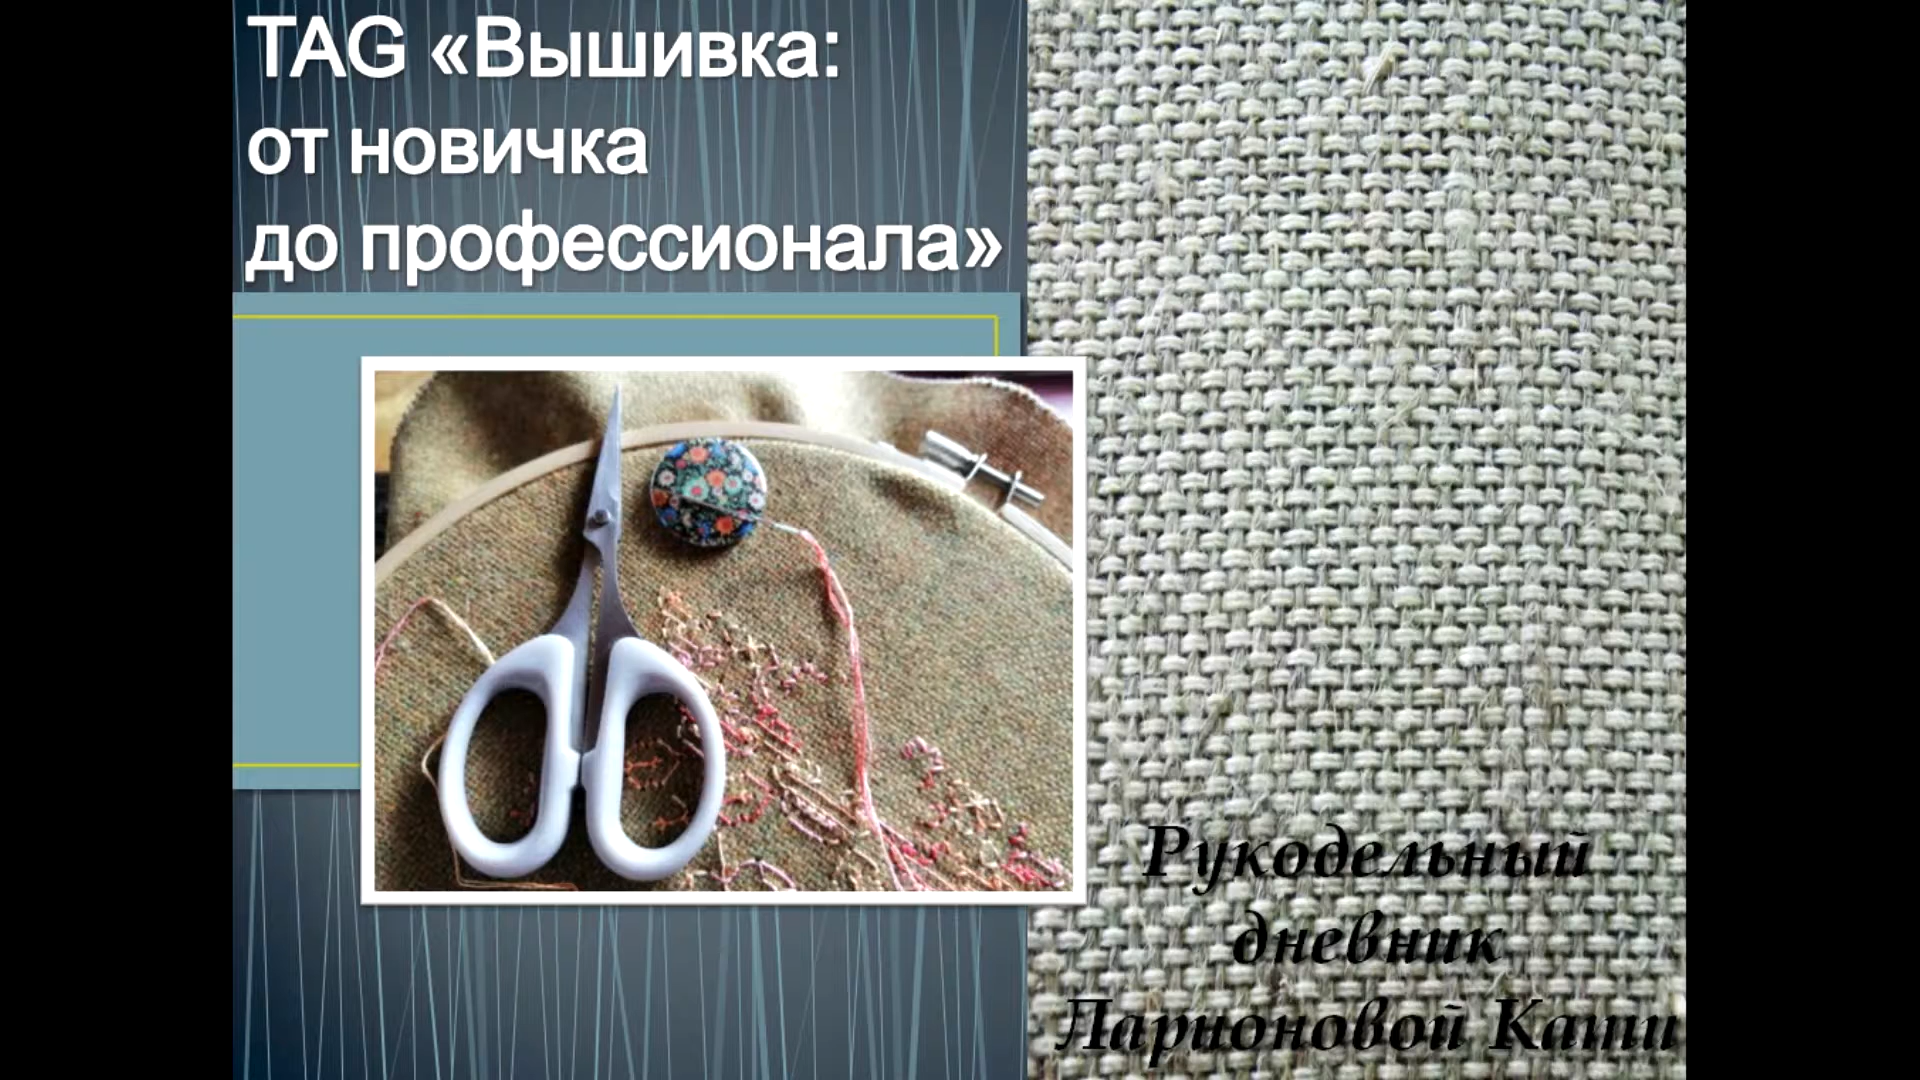 TAG «Вышивка:
от новичка
до профессионала»
Рукодельный
дневник
Ларионовой Кати